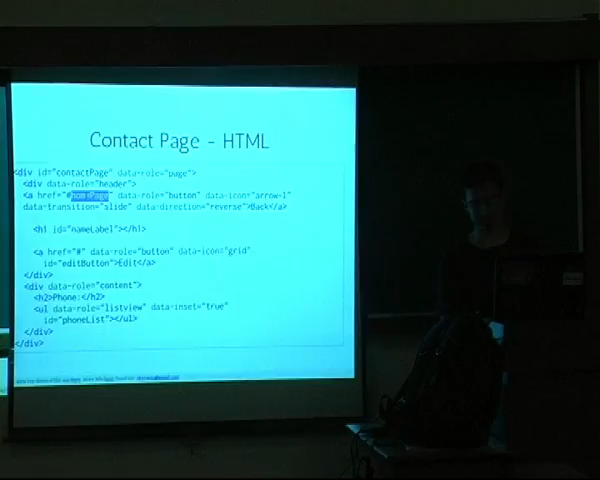 Contact Page - HTML
<div id="contactPage" data-role="page">
<div data-role="header">
<a href="#homePage" data-role="button" data-icon="arrow-l"
data-transition="slide" data-direction="reverse">Back</a>
<h1 id="nameLabel"></h1>
<a href="#" data-role="button" data-icon="grid"
id="editButton">Edit</a>
</div>
<div data-role="content">
<h2>Phone:</h2>
<ul data-role="listview" data-inset="true"
id="phoneList"></ul>
</div>
</div>